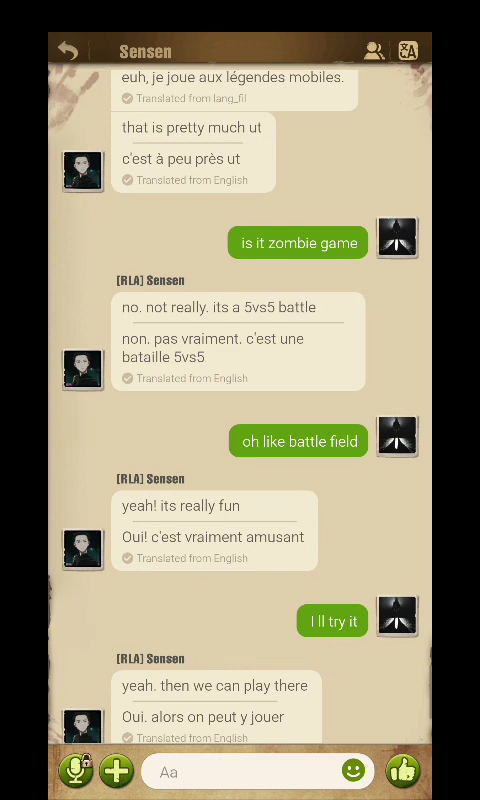 Sensen
euh, je joue aux légendes mobiles.
Translated from lang_fil
that is pretty much ut
c'est à peu près ut
Translated from English
is it zombie game
[RLA] Sensen
no. not really. its a 5vs5 battle
non. pas vraiment. c'est une
bataille 5vs5
Translated from English
oh like battle field
[RLA] Sensen
yeah! its really fun
Oui! c'est vraiment amusant
Translated from English
I ll try it
[RLA] Sensen
yeah. then we can play there
Oui. alors on peut y jouer
Translated from English
Aa